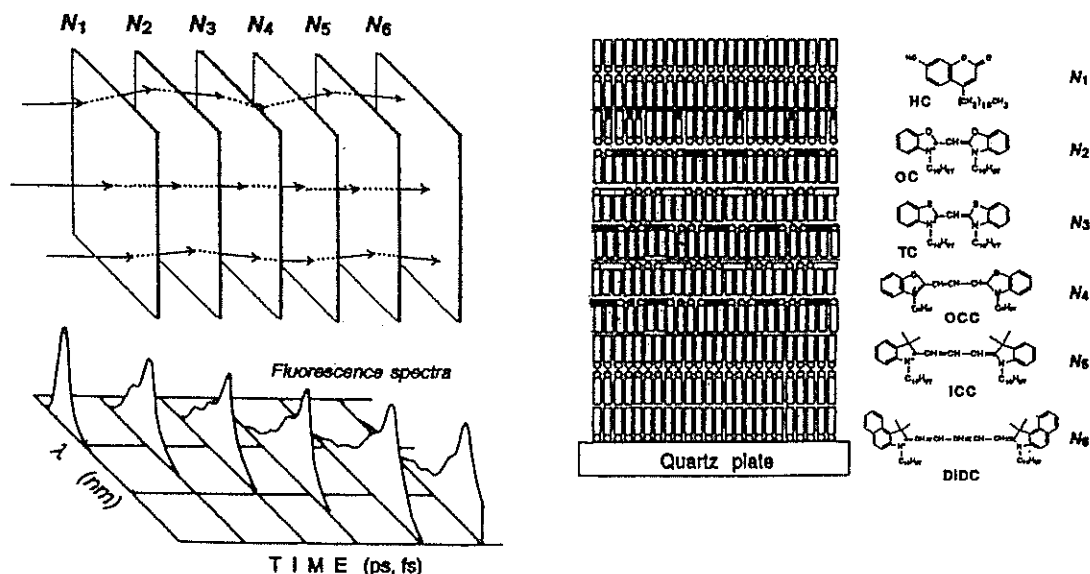 N1 N2 N3 N4 N5 N6
Fluorescence spectra
λ (nm)
TIME (ps, fs)
Quartz plate
HC
N1
OC
N2
TC
N3
OCC
N4
ICC
N5
DIDC
N6